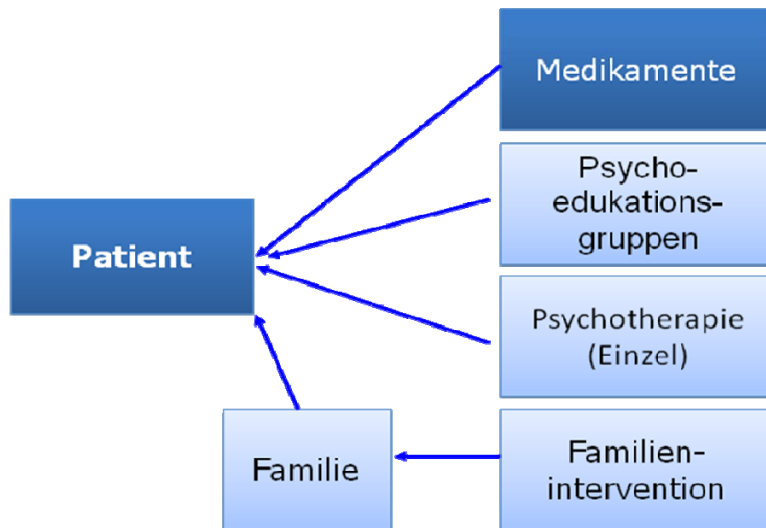 Medikamente
Psycho-
edukations-
gruppen
Patient
Psychotherapie
(Einzel)
Familie
Familien-
intervention